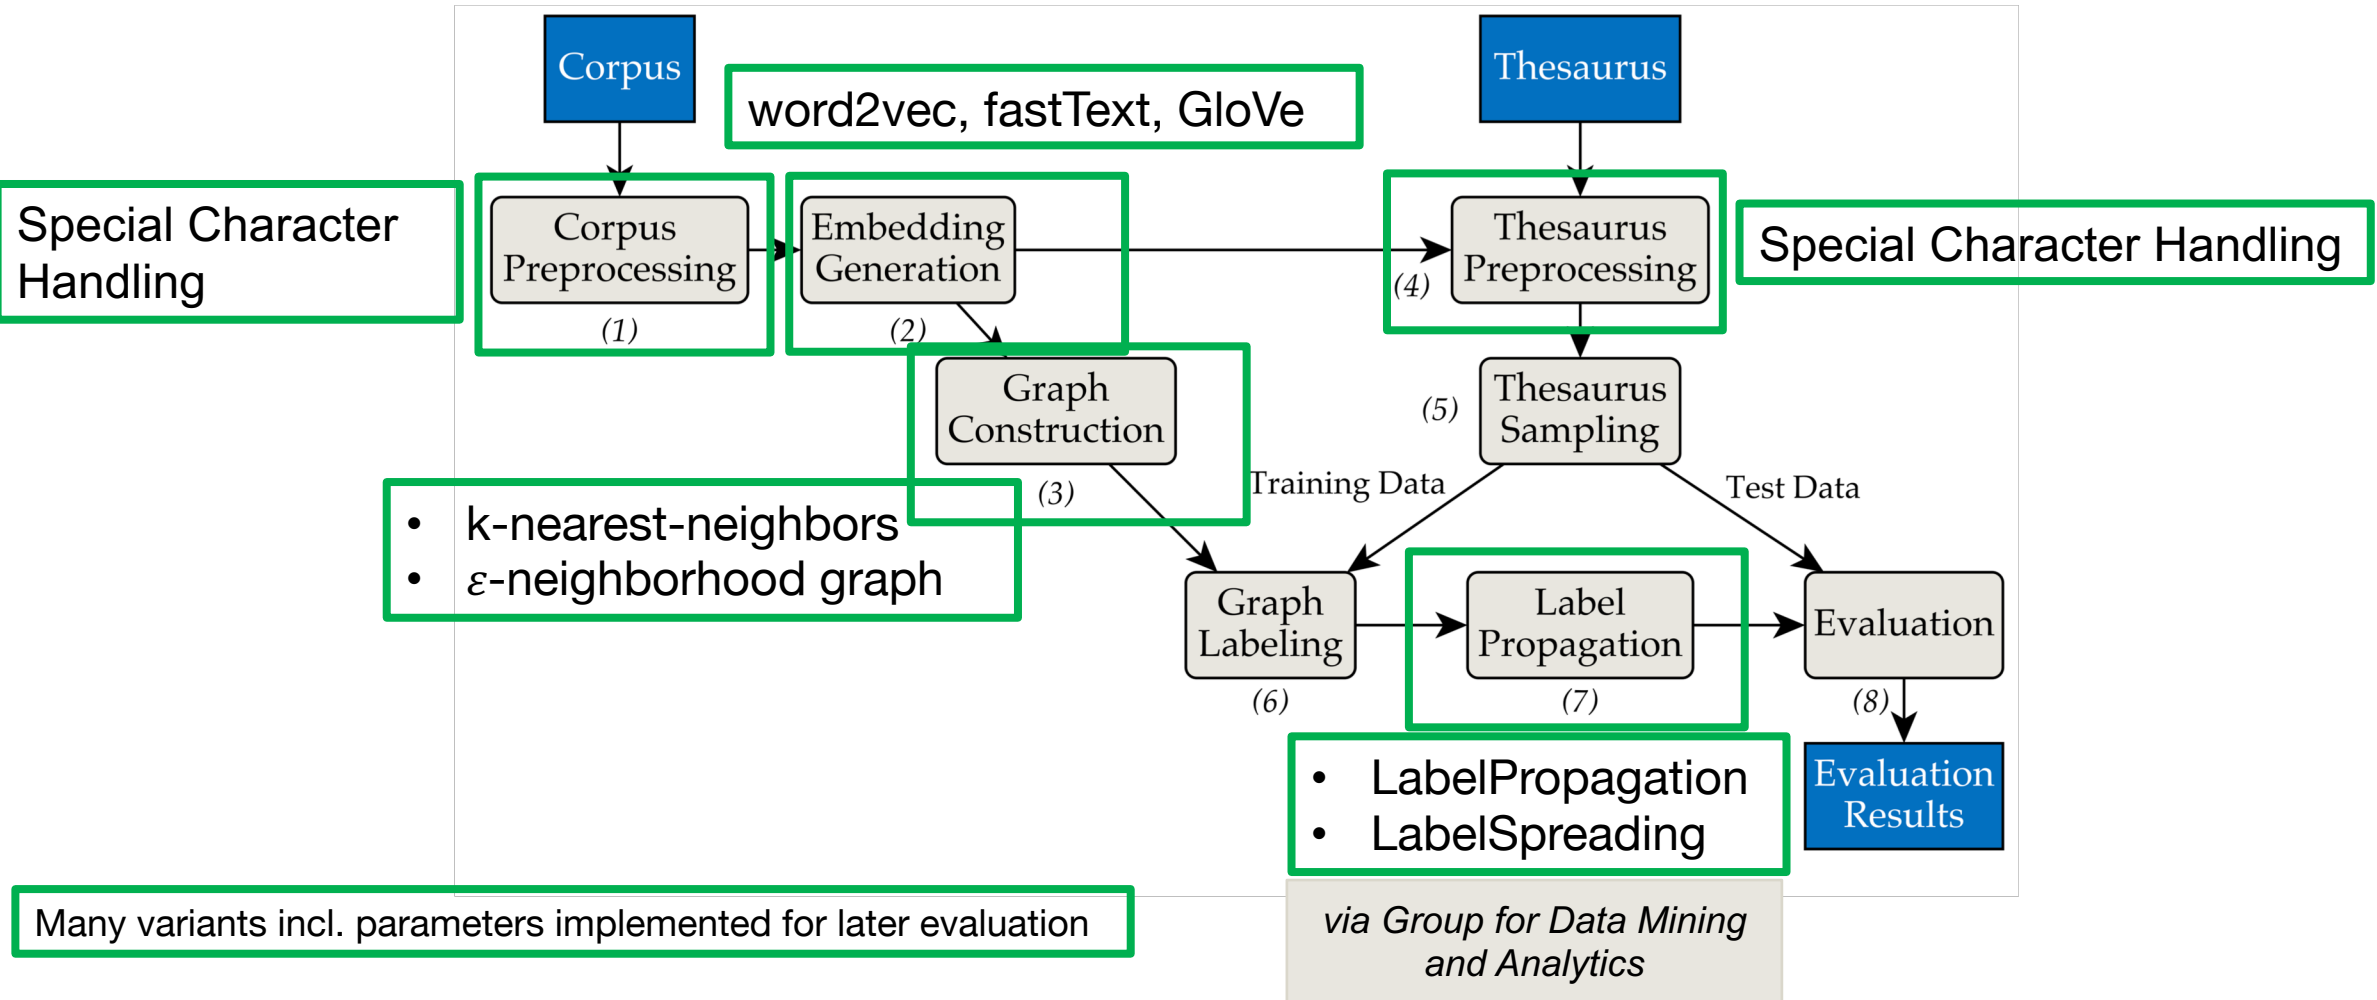 Corpus
Thesaurus
word2vec, fastText, GloVe
Special Character
Handling
Corpus
Preprocessing
(1)
Embedding
Generation
(2)
Thesaurus
Preprocessing
(4)
Special Character Handling
Graph
Construction
(3)
Thesaurus
Sampling
(5)
Training Data
Test Data
• k-nearest-neighbors
• ε-neighborhood graph
Graph
Labeling
(6)
Label
Propagation
(7)
Evaluation
(8)
• LabelPropagation
• LabelSpreading
Evaluation
Results
Many variants incl. parameters implemented for later evaluation
via Group for Data Mining
and Analytics